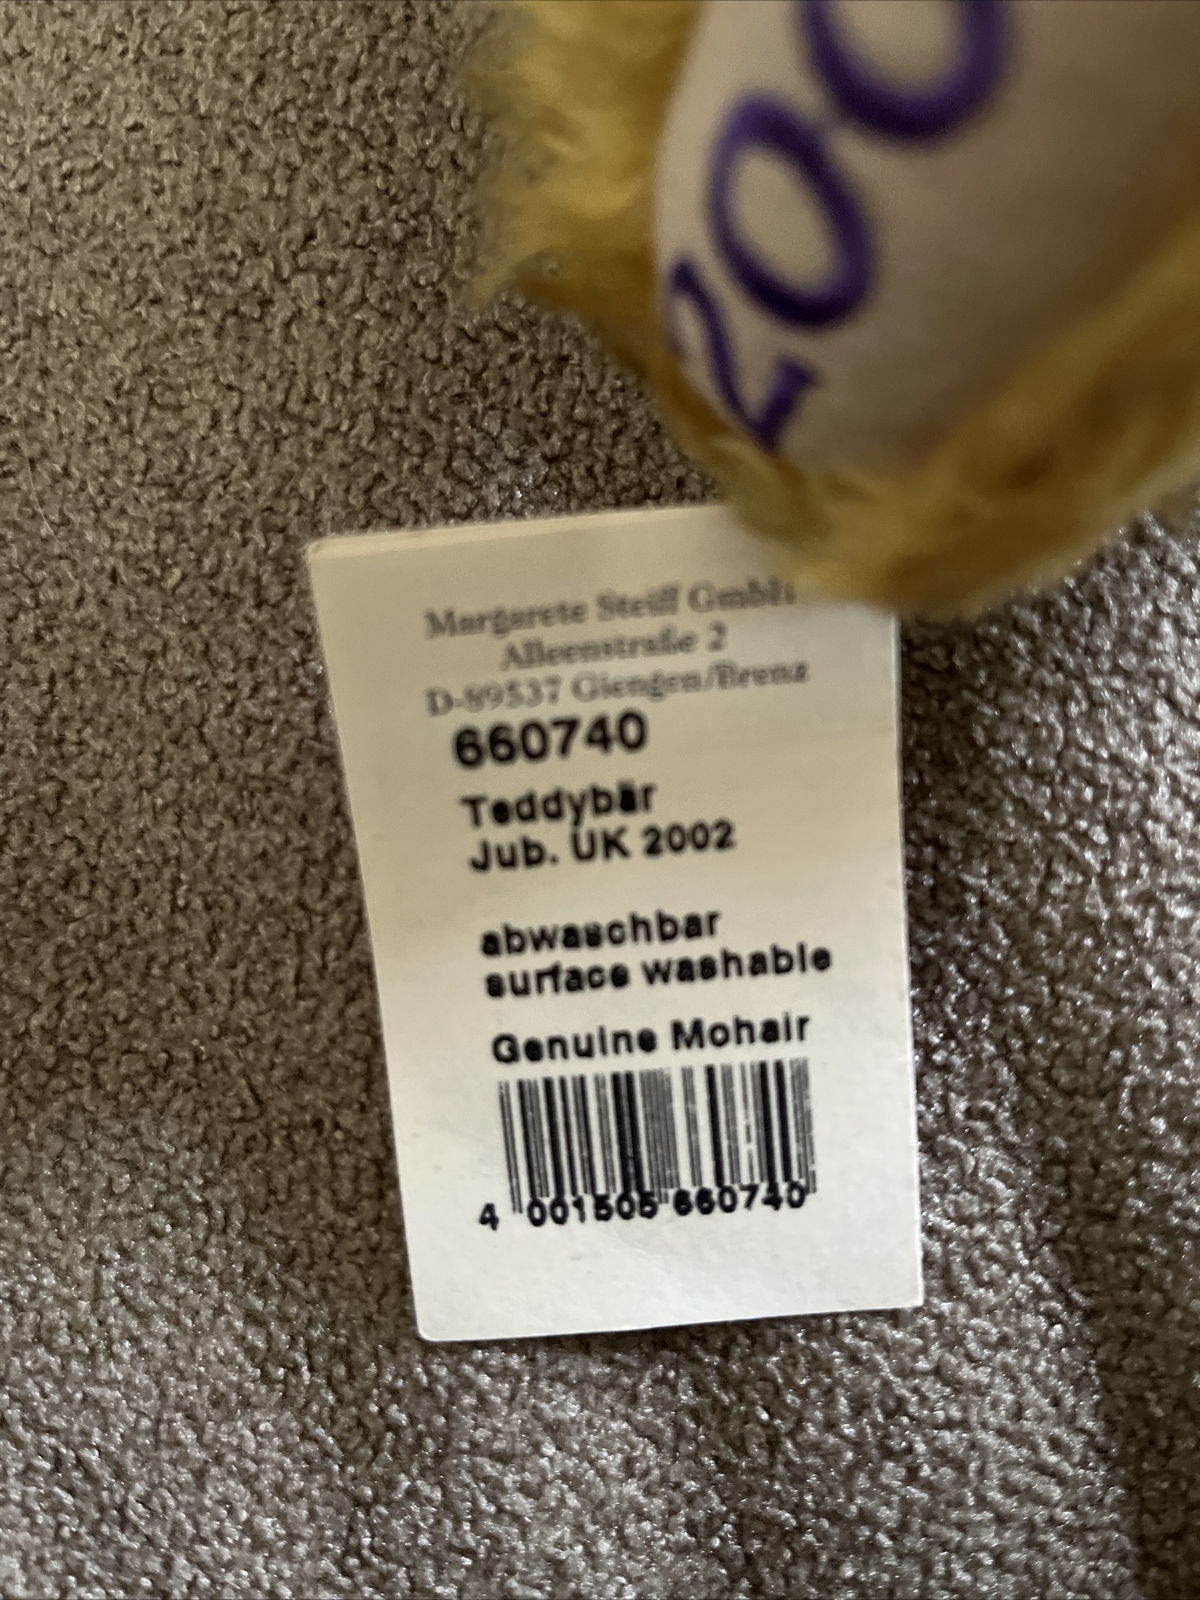 200
Margarete Steiff GmbH
Alleenstraße 2
D-89537 Giengen/Brenz
660740
Teddybär
Jub. UK 2002
abwaschbar
surface washable
Genuine Mohair
4 001505 660740